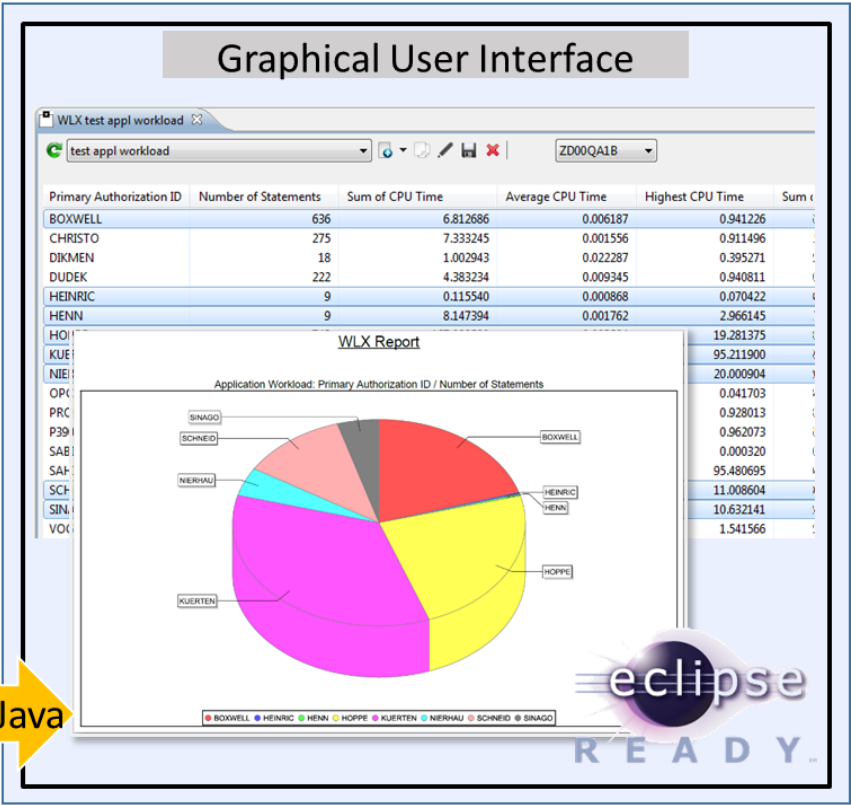 Graphical User Interface
WLX test appl workload
test appl workload ZD00QA1B
Primary Authorization ID Number of Statements Sum of CPU Time Average CPU Time Highest CPU Time Sum
BOXWELL 636 6.812686 0.006187 0.941226
CHRISTO 275 7.333245 0.001556 0.911496
DIKMEN 18 1.002943 0.022287 0.395271
DUDEK 222 4.383234 0.009345 0.940811
HEINRIC 9 0.115540 0.000868 0.070422
HENN 9 8.147394 0.001762 2.966145
19.281375
95.211900
20.000904
0.041703
0.928013
0.962073
0.000320
95.480695
11.008604
10.632141
1.541566
WLX Report
Application Workload: Primary Authorization ID / Number of Statements
SINAGO
SCHNEID
BOXWELL
NIERHAU
HEINRIC
HENN
HOPPE
KUERTEN
BOXWELL HEINRIC HENN HOPPE KUERTEN NIERHAU SCHNEID SINAGO
Java
eclipse
READY